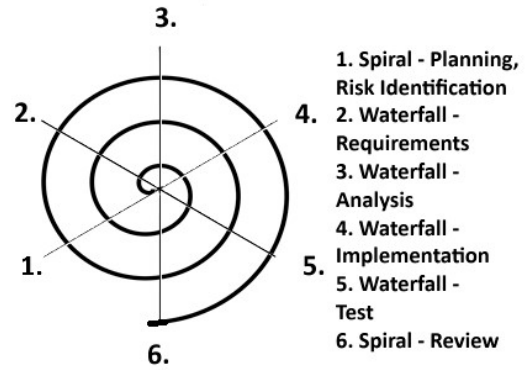 3.
2.
4.
1.
5.
6.
1. Spiral - Planning,
Risk Identification
2. Waterfall -
Requirements
3. Waterfall -
Analysis
4. Waterfall -
Implementation
5. Waterfall -
Test
6. Spiral - Review